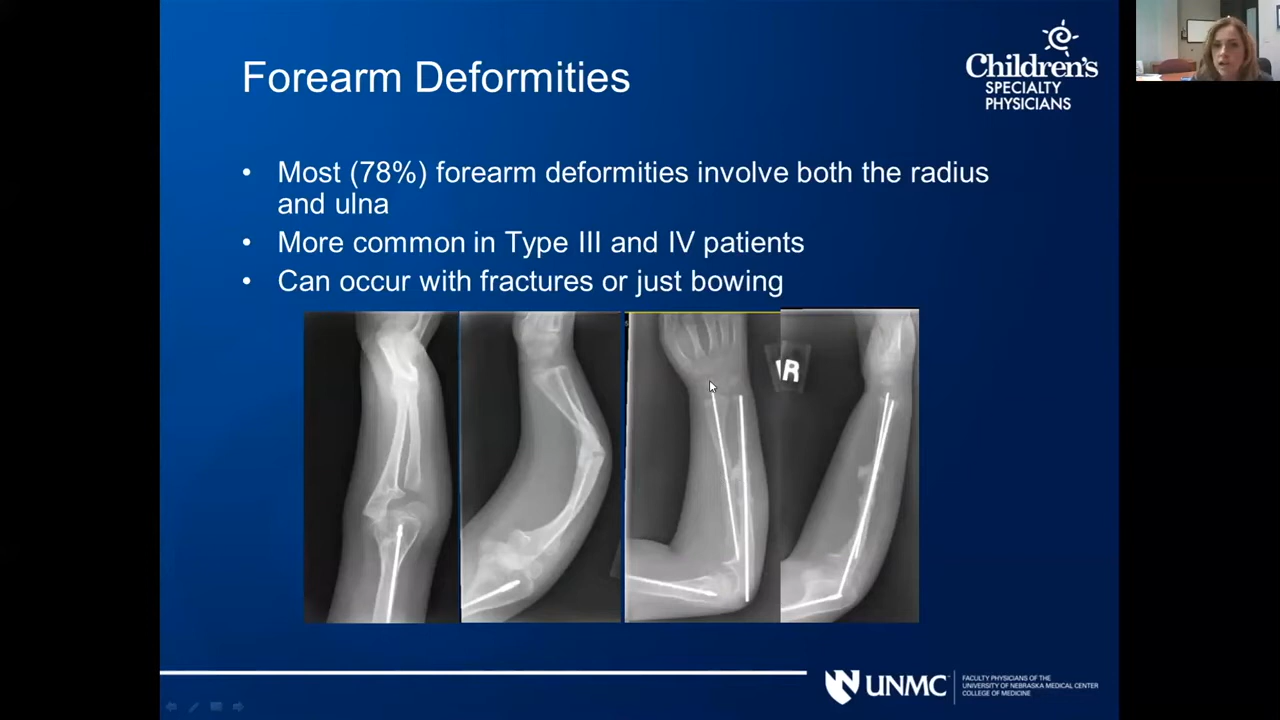 Forearm Deformities
Children's
SPECIALTY
PHYSICIANS
• Most (78%) forearm deformities involve both the radius
and ulna
• More common in Type III and IV patients
• Can occur with fractures or just bowing
R
UNMC
FACULTY PHYSICIANS OF THE
UNIVERSITY OF NEBRASKA MEDICAL CENTER
COLLEGE OF MEDICINE